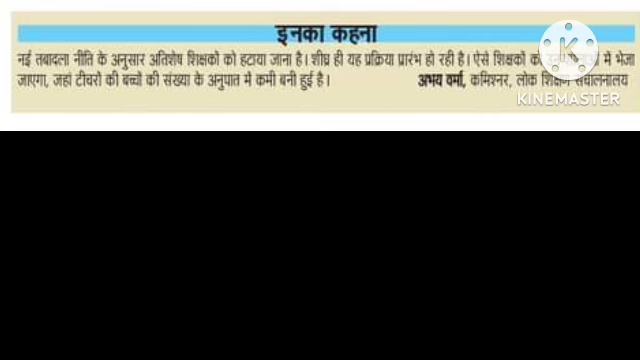 इनका कहना
नई तबादला नीति के अनुसार अतिशेष शिक्षकों को हटाया जाना है। शीघ्र ही यह प्रक्रिया प्रारंभ हो रही है। ऐसे शिक्षकों को में भेजा
जाएगा, जहां टीचरो की बच्चों की संख्या के अनुपात में कमी बनी हुई है। अभय वर्मा, कमिश्नर, लोक शिक्षण संचालनालय
KINEMASTER